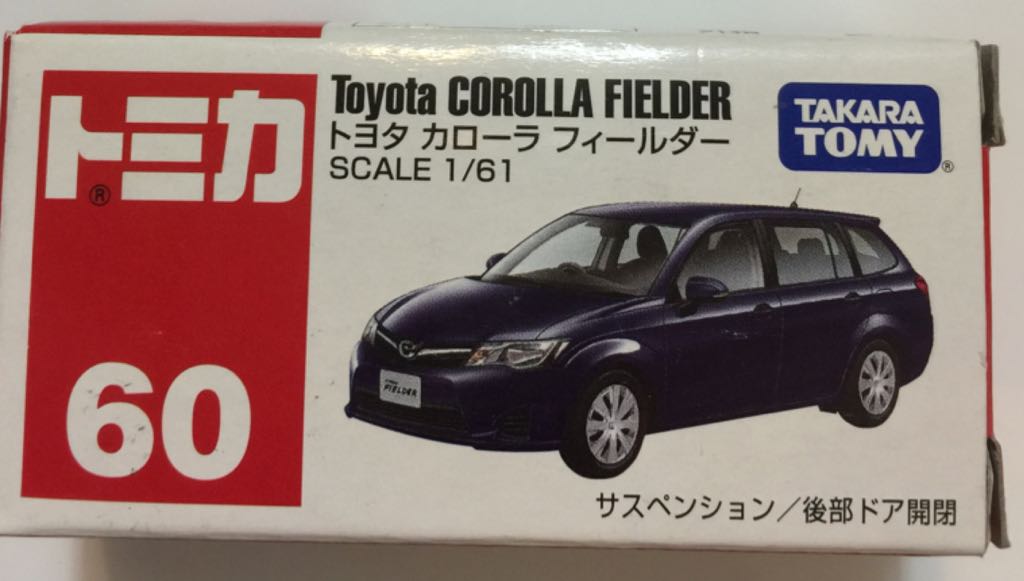 トミカ®
60
Toyota COROLLA FIELDER
トヨタ カローラ フィールダー
SCALE 1/61
TAKARA
TOMY®
FIELDER
サスペンション／後部ドア開閉